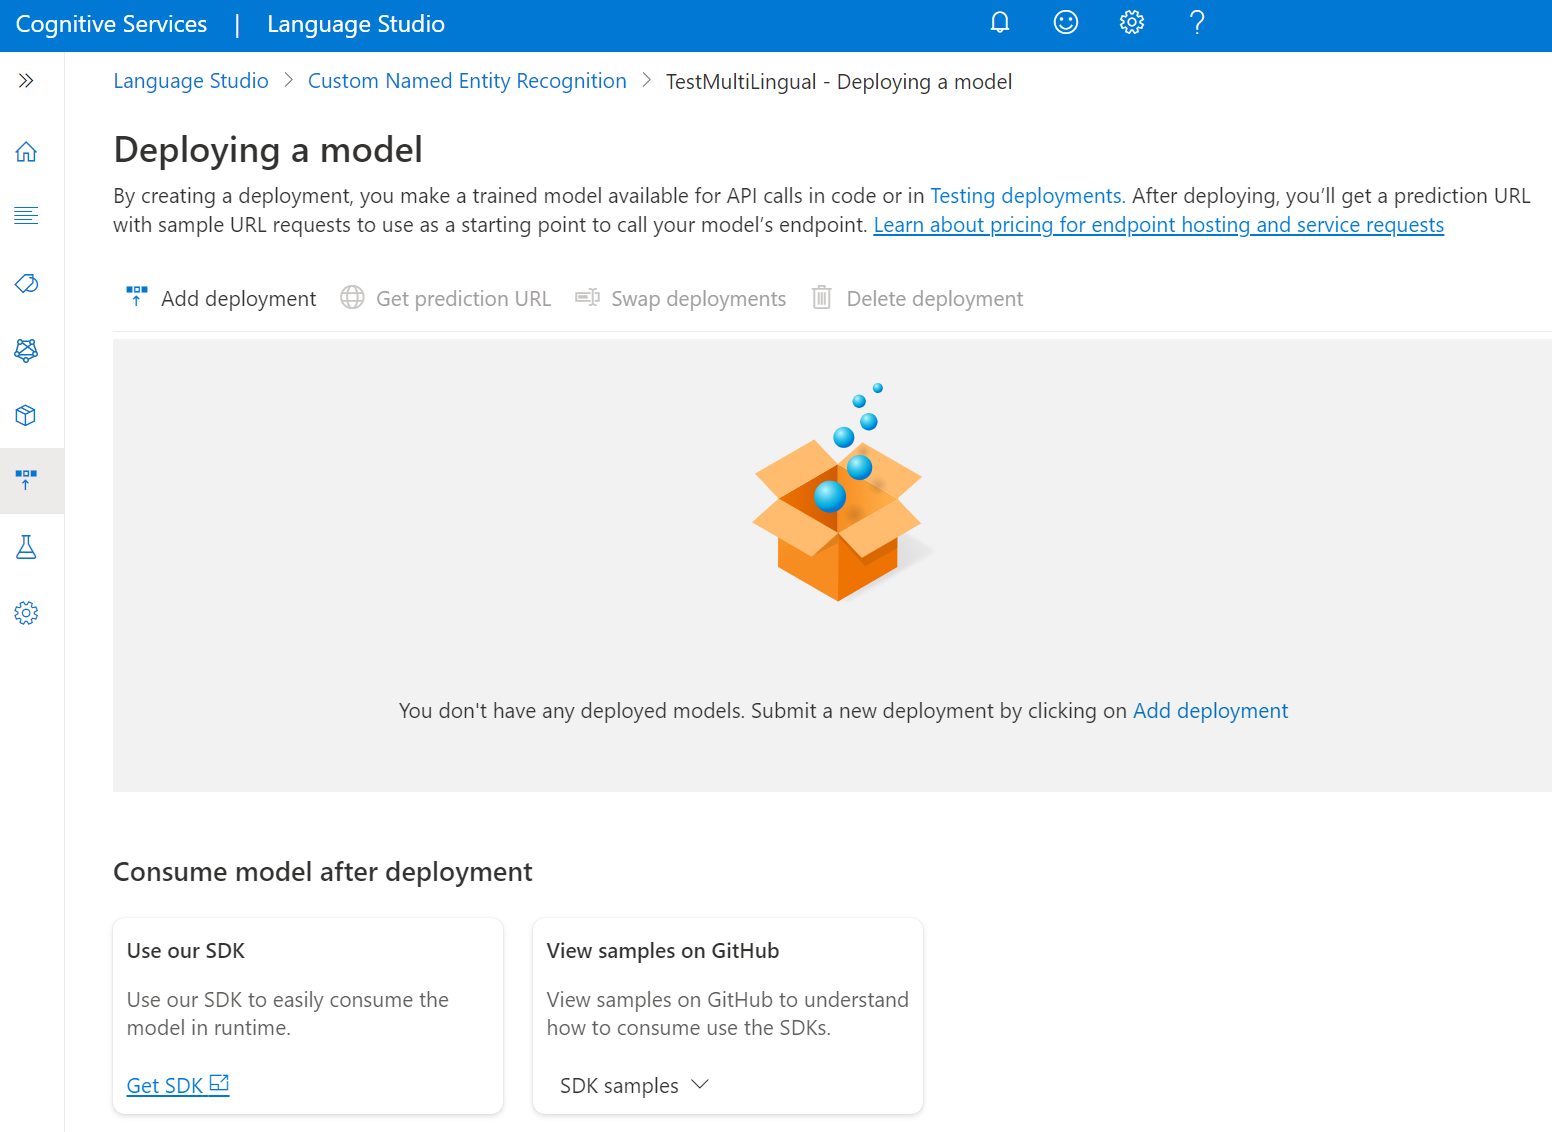 Cognitive Services | Language Studio
Language Studio > Custom Named Entity Recognition > TestMultiLingual - Deploying a model
Deploying a model
By creating a deployment, you make a trained model available for API calls in code or in Testing deployments. After deploying, you’ll get a prediction URL
with sample URL requests to use as a starting point to call your model’s endpoint. Learn about pricing for endpoint hosting and service requests
Add deployment Get prediction URL Swap deployments Delete deployment
You don't have any deployed models. Submit a new deployment by clicking on Add deployment
Consume model after deployment
Use our SDK
Use our SDK to easily consume the
model in runtime.
Get SDK
View samples on GitHub
View samples on GitHub to understand
how to consume use the SDKs.
SDK samples